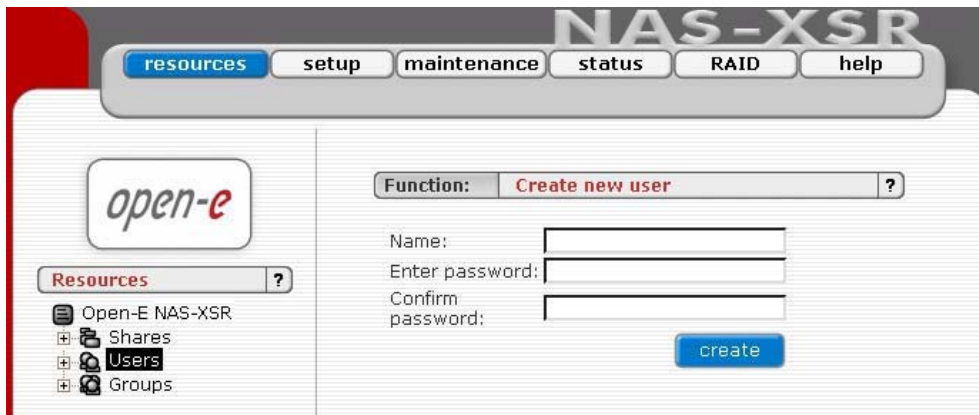 NAS-XSR
resources setup maintenance status RAID help
open-e
Function: Create new user ?
Name:
Enter password:
Confirm
password:
create
Resources ?
Open-E NAS-XSR
Shares
Users
Groups